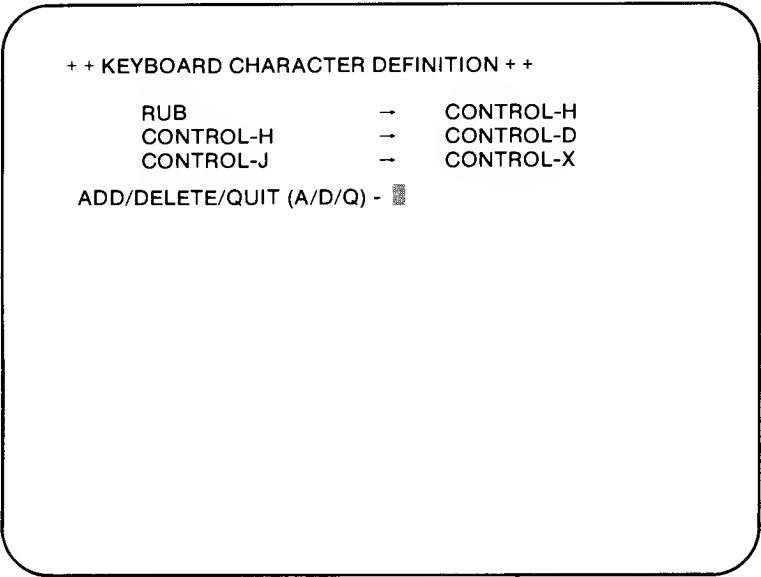 + + KEYBOARD CHARACTER DEFINITION + +
RUB → CONTROL-H
CONTROL-H → CONTROL-D
CONTROL-J → CONTROL-X
ADD/DELETE/QUIT (A/D/Q) -